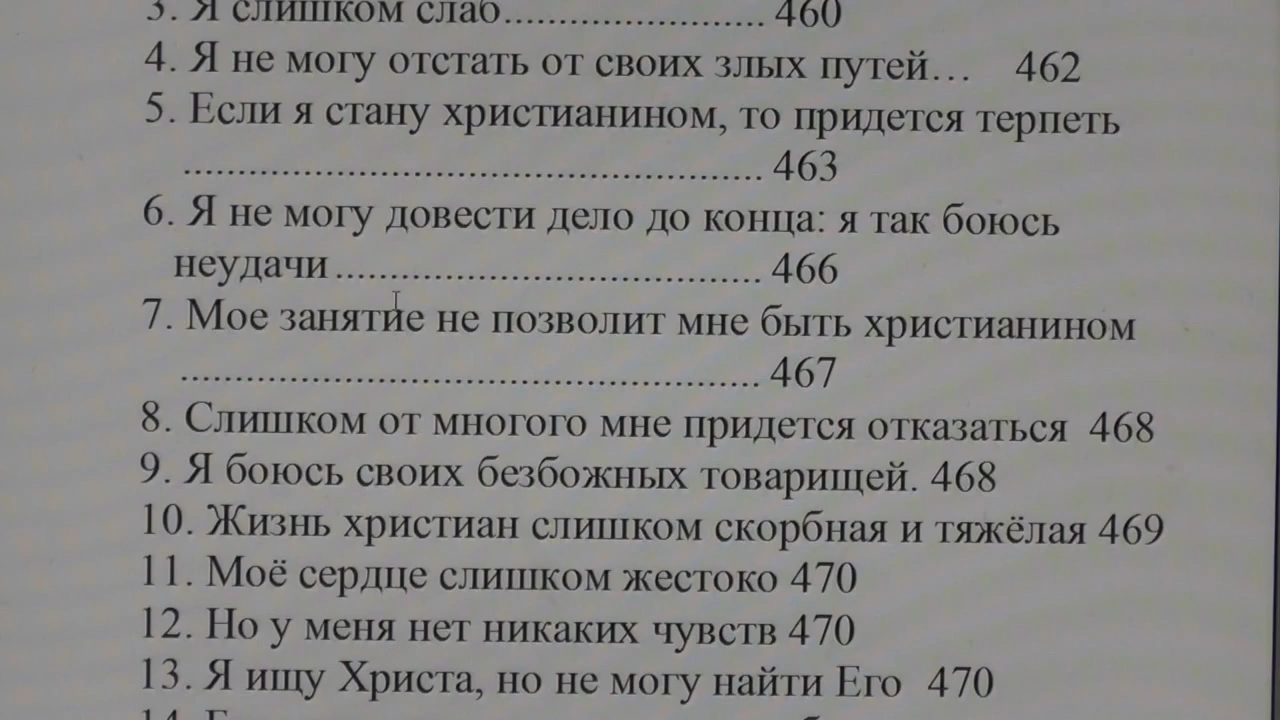 3. Я слишком слаб........................ 460
4. Я не могу отстать от своих злых путей… 462
5. Если я стану христианином, то придется терпеть
...................................................... 463
6. Я не могу довести дело до конца: я так боюсь
неудачи........................................ 466
7. Мое занятие не позволит мне быть христианином
...................................................... 467
8. Слишком от многого мне придется отказаться 468
9. Я боюсь своих безбожных товарищей. 468
10. Жизнь христиан слишком скорбная и тяжёлая 469
11. Моё сердце слишком жестоко 470
12. Но у меня нет никаких чувств 470
13. Я ищу Христа, но не могу найти Его 470
14.